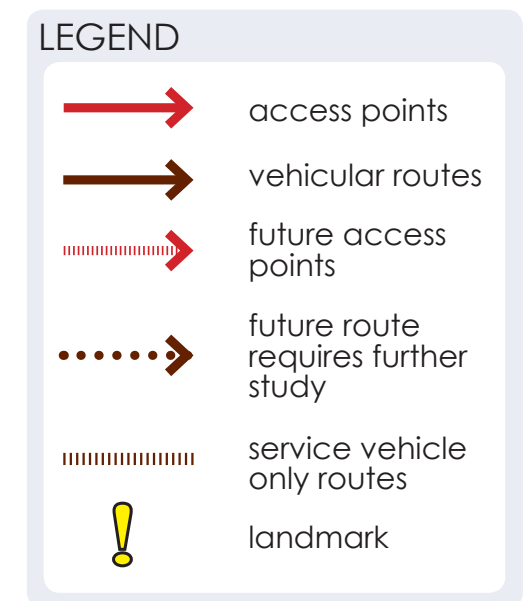 LEGEND
access points
vehicular routes
future access
points
future route
requires further
study
service vehicle
only routes
landmark